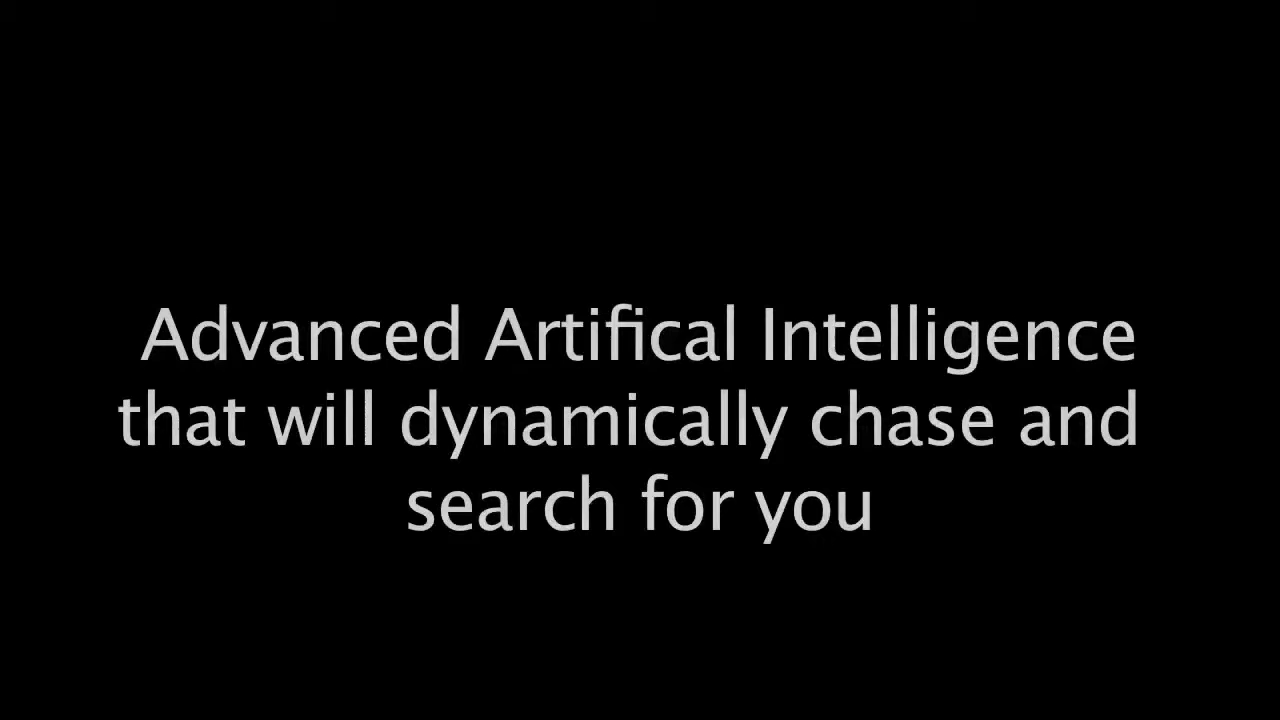 Advanced Artifical Intelligence
that will dynamically chase and
search for you